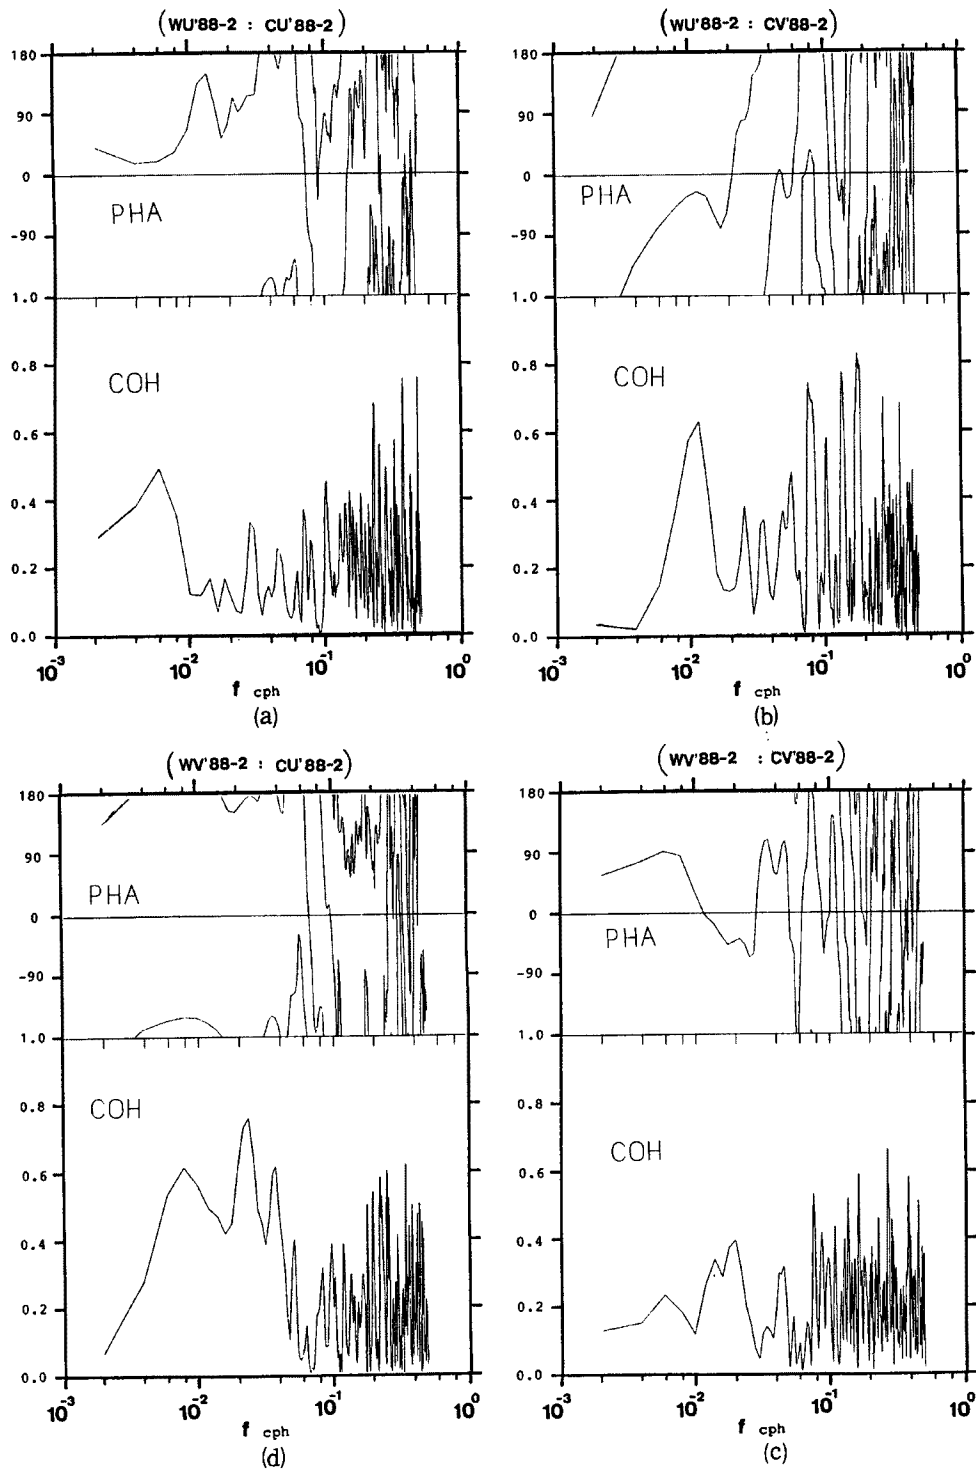 (WU'88-2 : CU'88-2)
180
90
0
PHA
-90
1.0
0.8
COH
0.6
0.4
0.2
0.0
10⁻³ 10⁻² 10⁻¹ 10⁰
f cph
(a)
(WU'88-2 : CV'88-2)
180
90
0
PHA
-90
1.0
0.8
COH
0.6
0.4
0.2
0.0
10⁻³ 10⁻² 10⁻¹ 10⁰
f cph
(b)
(WV'88-2 : CU'88-2)
180
90
PHA
0
-90
1.0
0.8
COH
0.6
0.4
0.2
0.0
10⁻³ 10⁻² 10⁻¹ 10⁰
f cph
(d)
(WV'88-2 : CV'88-2)
180
90
0
PHA
-90
1.0
0.8
COH
0.6
0.4
0.2
0.0
10⁻³ 10⁻² 10⁻¹ 10⁰
f cph
(c)